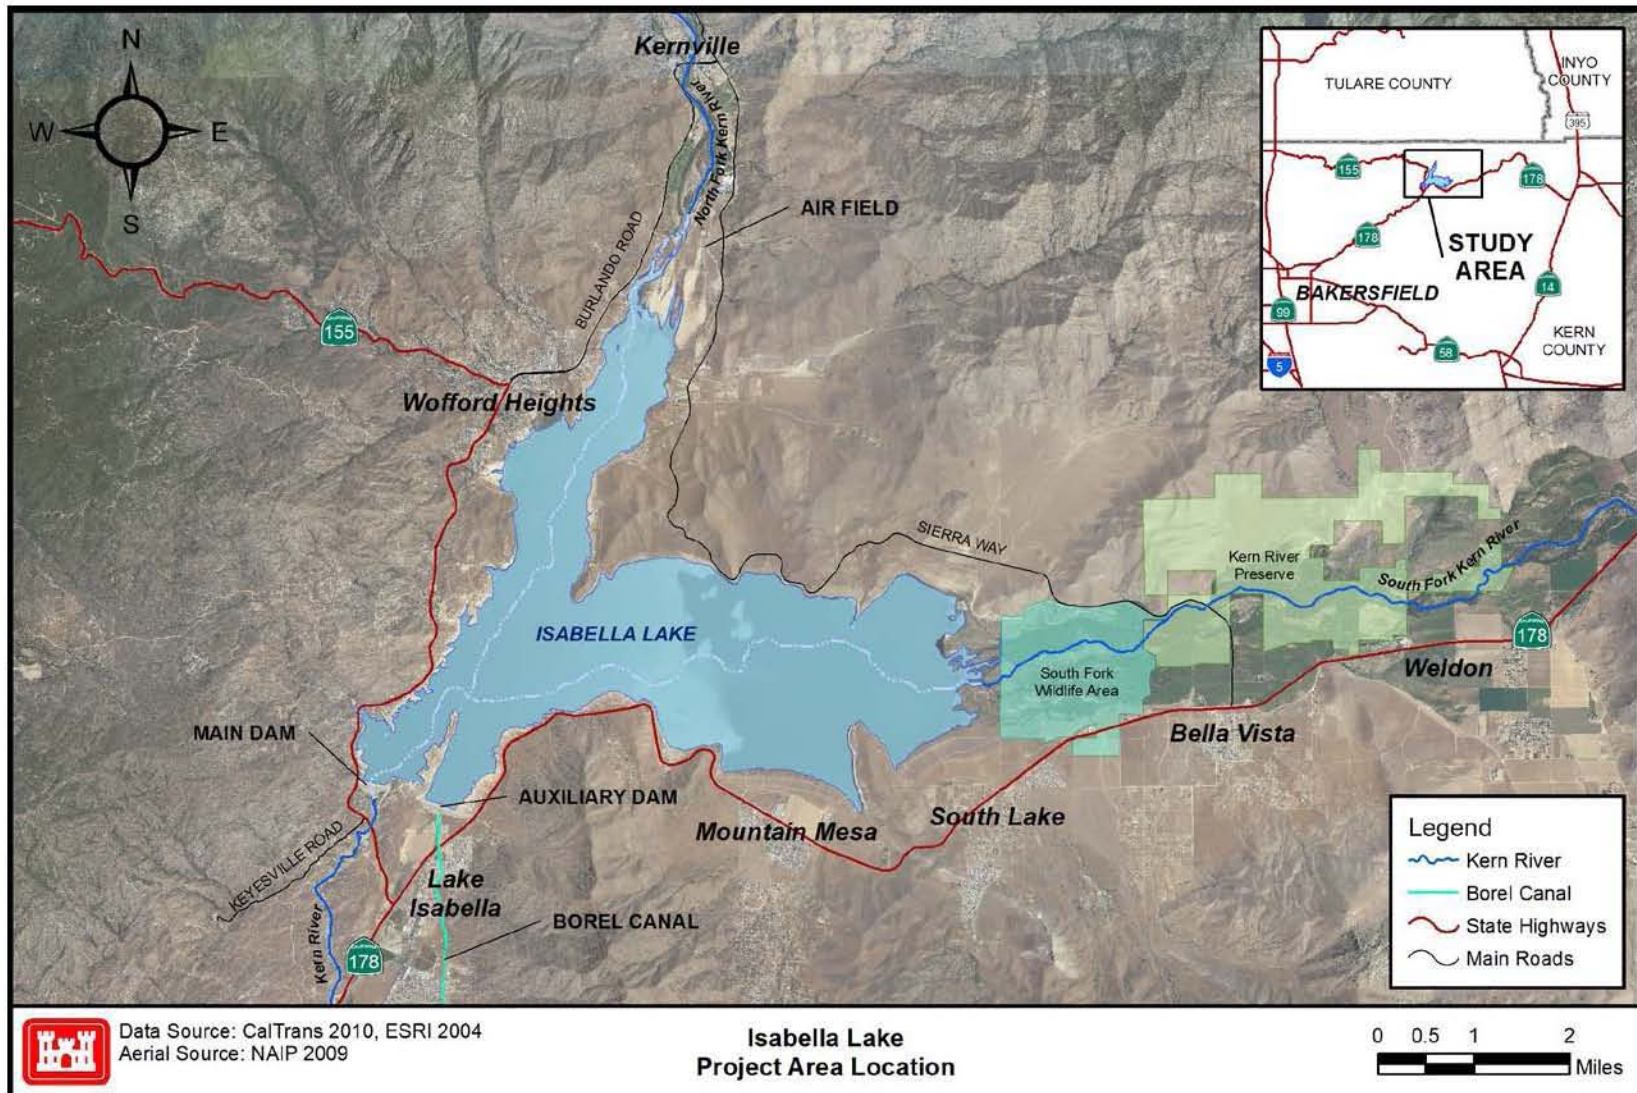 Kernville
N
W
E
S
North Fork Kern River
AIR FIELD
BURLANDO ROAD
155
Wofford Heights
SIERRA WAY
Kern River
Preserve
South Fork Kern River
ISABELLA LAKE
178
South Fork
Wildlife Area
Weldon
MAIN DAM
Bella Vista
AUXILIARY DAM
Mountain Mesa
South Lake
KEYESVILLE ROAD
Lake
Isabella
BOREL CANAL
Kern River
178
TULARE COUNTY
INYO
COUNTY
395
155
178
178
STUDY
AREA
BAKERSFIELD
14
99
KERN
COUNTY
58
5
Legend
Kern River
Borel Canal
State Highways
Main Roads
Data Source: CalTrans 2010, ESRI 2004
Aerial Source: NAIP 2009
Isabella Lake
Project Area Location
0 0.5 1 2
Miles